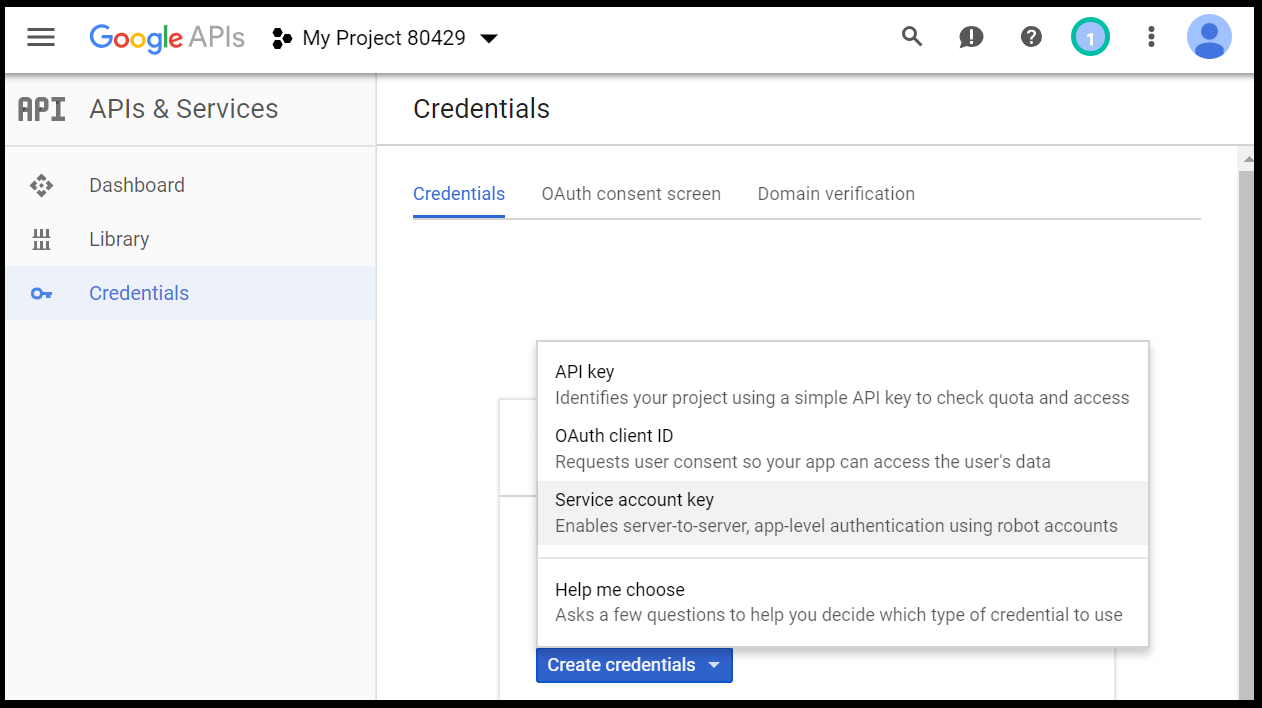 Google APIs My Project 80429 1
API APIs & Services Credentials
Dashboard
Library
Credentials
Credentials OAuth consent screen Domain verification
API key
Identifies your project using a simple API key to check quota and access
OAuth client ID
Requests user consent so your app can access the user's data
Service account key
Enables server-to-server, app-level authentication using robot accounts
Help me choose
Asks a few questions to help you decide which type of credential to use
Create credentials